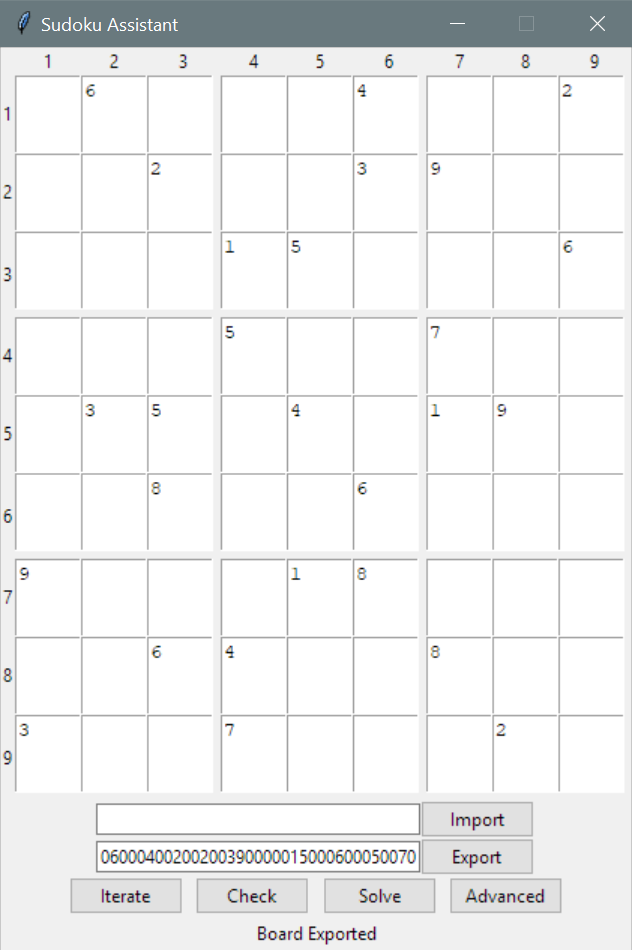 Sudoku Assistant
1 2 3 4 5 6 7 8 9
1 6 4 2
2 2 3 9
3 1 5 6
4 5 7
5 3 5 4 1 9
6 8 6
7 9 1 8
8 6 4 8
9 3 7 2
Import
06000400200200390000015000600050070 Export
Iterate Check Solve Advanced
Board Exported